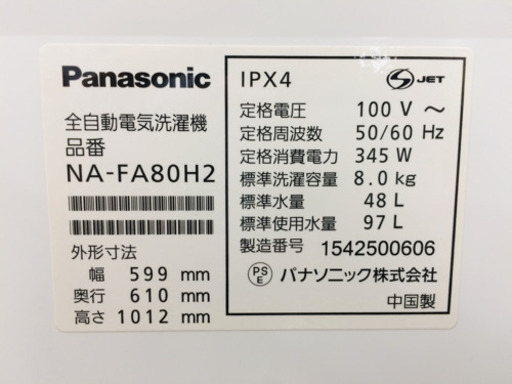 Panasonic
全自動電気洗濯機
品番
NA-FA80H2
外形寸法
幅 599 mm
奥行 610 mm
高さ 1012 mm
IPX4
S JET
定格電圧 100 V ～
定格周波数 50/60 Hz
定格消費電力 345 W
標準洗濯容量 8.0 kg
標準水量 48 L
標準使用水量 97 L
製造番号 1542500606
PS E パナソニック株式会社
中国製